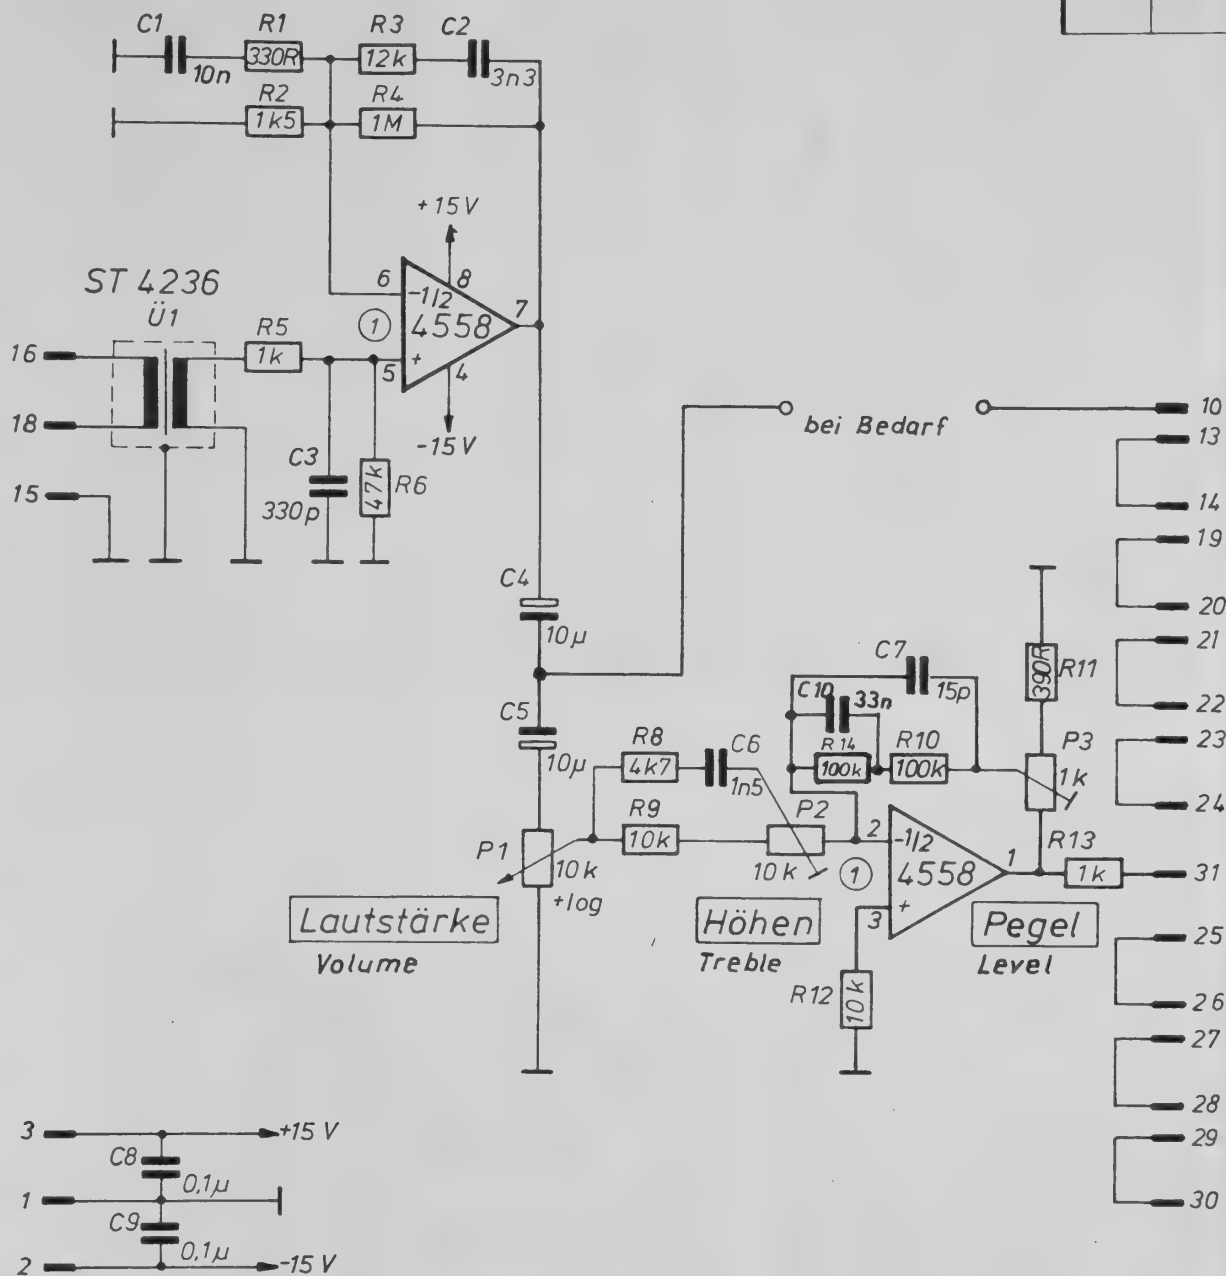 C1 R1 R3 C2
330R 12k
10n 3n3
R2 R4
1k5 1M
+15V
ST 4236
Ü1
6 -1/2 8
7
16 R5 1 4558
1k 5 + 4
18 -15V
C3 47k R6
15 330p
bei Bedarf
10
13
14
19
20
21
22
23
24
C4
10µ
C5
10µ
C7
15p
C10 33n
R14 R10
100k 100k
390R R11
P3
1k
R8 C6
4k7 1n5
R9 P2
10k 10k
P1 10k
+log
2 -1/2
1 4558 1
3 +
R13
1k 31
Lautstärke
Volume
Höhen
Treble
Pegel
Level
R12 10k
25
26
27
28
29
30
3 +15 V
C8
0,1µ
1
C9
0,1µ
2 -15 V